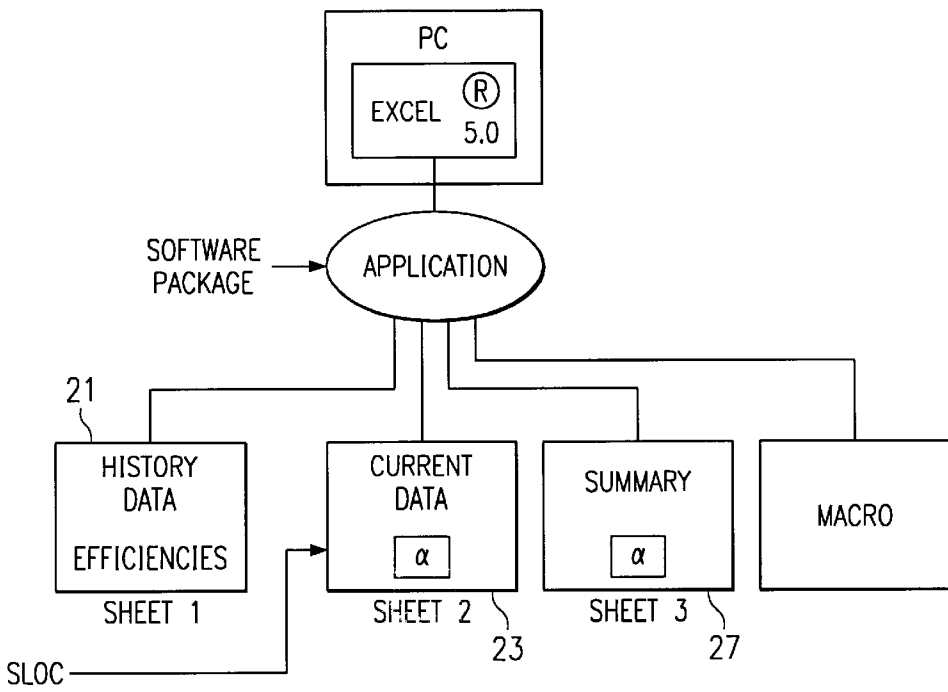 PC
EXCEL ®
5.0
SOFTWARE
PACKAGE
APPLICATION
21
HISTORY
DATA
EFFICIENCIES
SHEET 1
CURRENT
DATA
α
SHEET 2
23
SUMMARY
α
SHEET 3
27
MACRO
SLOC